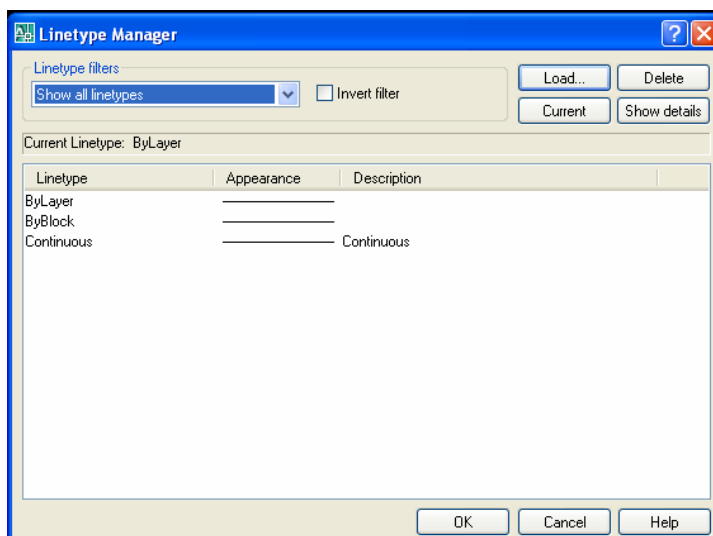 Linetype Manager
Linetype filters
Show all linetypes
Invert filter
Load...
Delete
Current
Show details
Current Linetype: ByLayer
Linetype Appearance Description
ByLayer
ByBlock
Continuous Continuous
OK Cancel Help